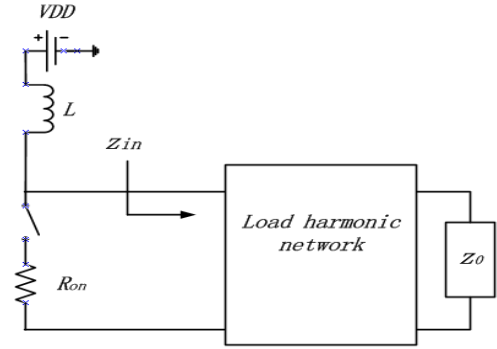 VDD
+ −
L
Zin
Load harmonic
network
Z0
Ron